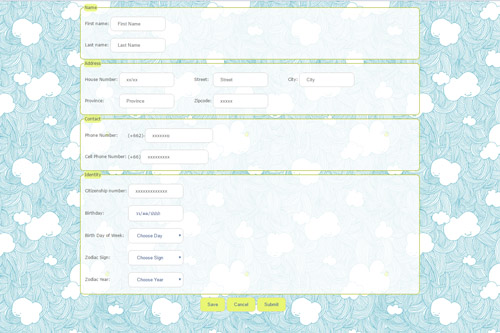 Name
First name: First Name
Last name: Last Name
Address
House Number: xx/xx Street: Street City: City
Province: Province Zipcode: xxxxx
Contact
Phone Number: (+662) xxxxxxx
Cell Phone Number: (+66) xxxxxxxxx
Identity
Citizenship number: xxxxxxxxxxxxx
Birthday:
Birth Day of Week: Choose Day
Zodiac Sign: Choose Sign
Zodiac Year: Choose Year
Save Cancel Submit